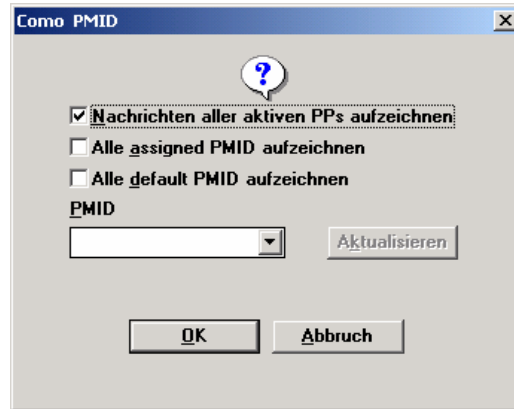 Como PMID
?
Nachrichten aller aktiven PPs aufzeichnen
Alle assigned PMID aufzeichnen
Alle default PMID aufzeichnen
PMID
Aktualisieren
OK
Abbruch